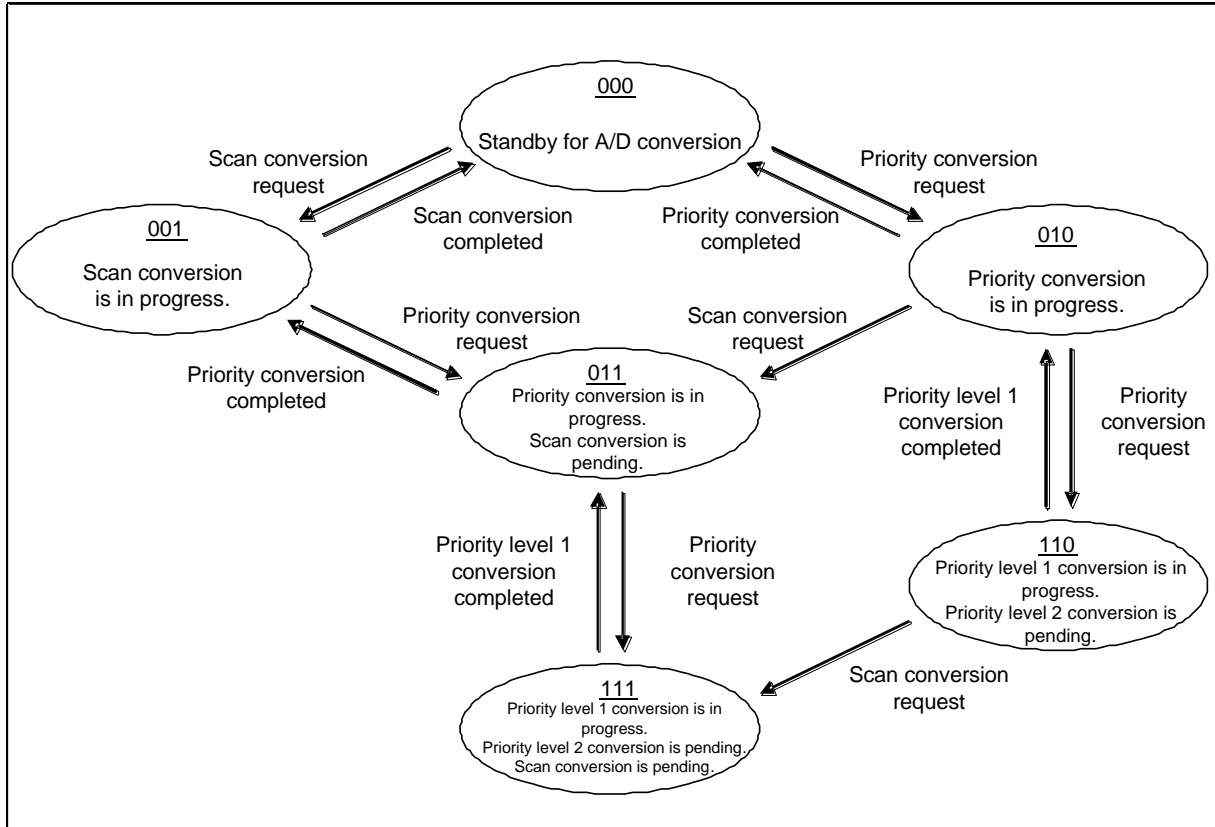 000
Standby for A/D conversion
Scan conversion
request
Priority conversion
request
Scan conversion
completed
Priority conversion
completed
001
Scan conversion
is in progress.
010
Priority conversion
is in progress.
Priority conversion
request
Scan conversion
request
Priority conversion
completed
011
Priority conversion is in
progress.
Scan conversion is
pending.
Priority level 1
conversion
completed
Priority
conversion
request
Priority level 1
conversion
completed
Priority
conversion
request
110
Priority level 1 conversion is in
progress.
Priority level 2 conversion is
pending.
Scan conversion
request
111
Priority level 1 conversion is in
progress.
Priority level 2 conversion is pending.
Scan conversion is pending.